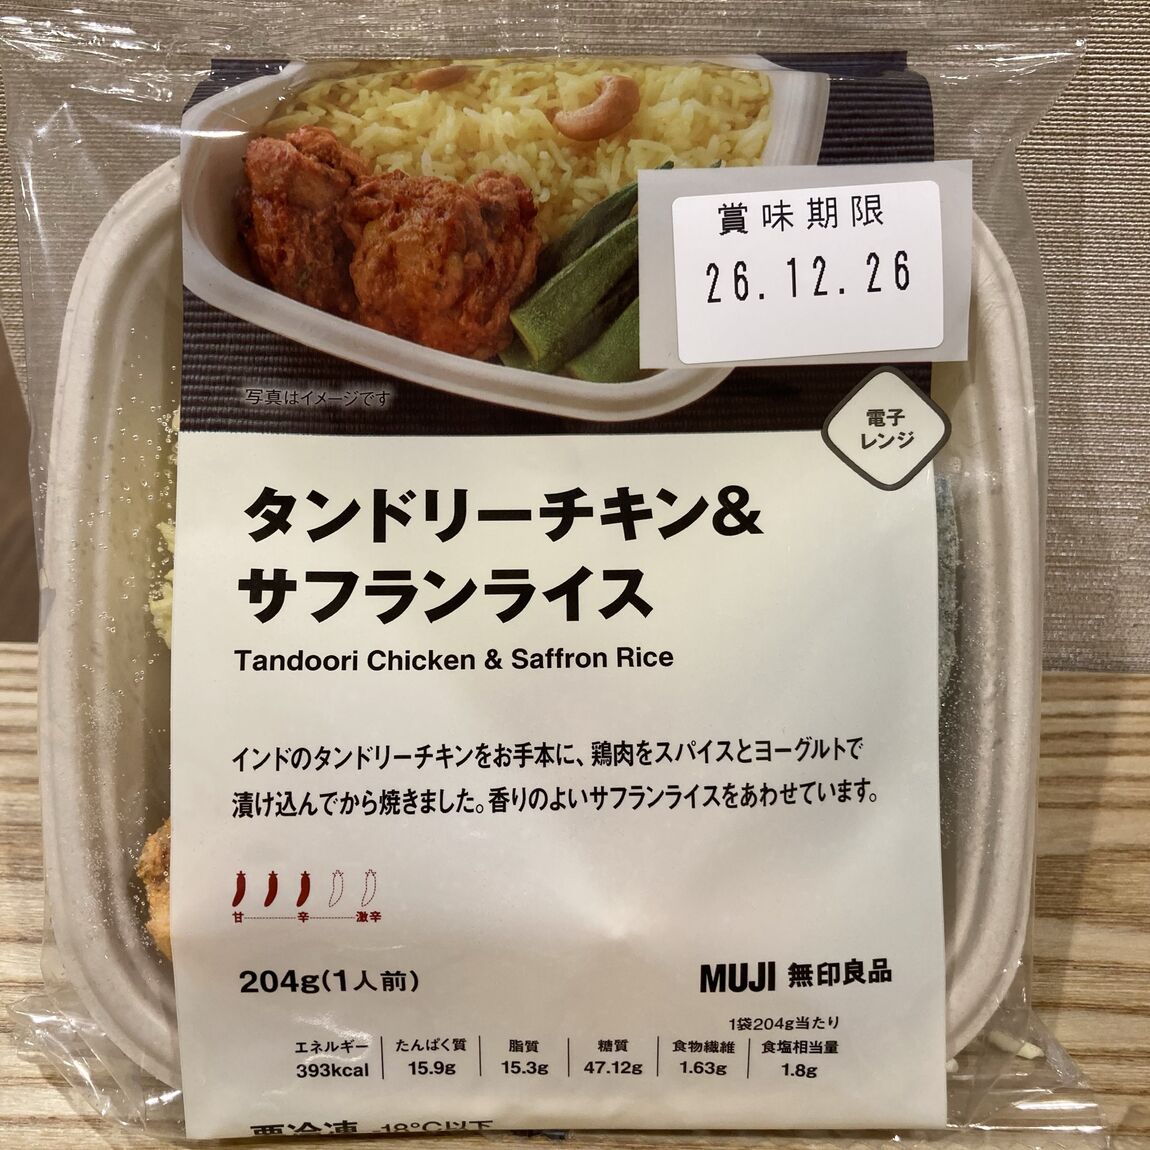 賞味期限
26.12.26
写真はイメージです
電子
レンジ
タンドリーチキン&
サフランライス
Tandoori Chicken & Saffron Rice
インドのタンドリーチキンをお手本に、鶏肉をスパイスとヨーグルトで
漬け込んでから焼きました。香りのよいサフランライスをあわせています。
甘 辛 激辛
204g(1人前)
MUJI 無印良品
1袋204g当たり
エネルギー たんぱく質 脂質 糖質 食物繊維 食塩相当量
393kcal 15.9g 15.3g 47.12g 1.63g 1.8g
要冷凍 -18℃以下